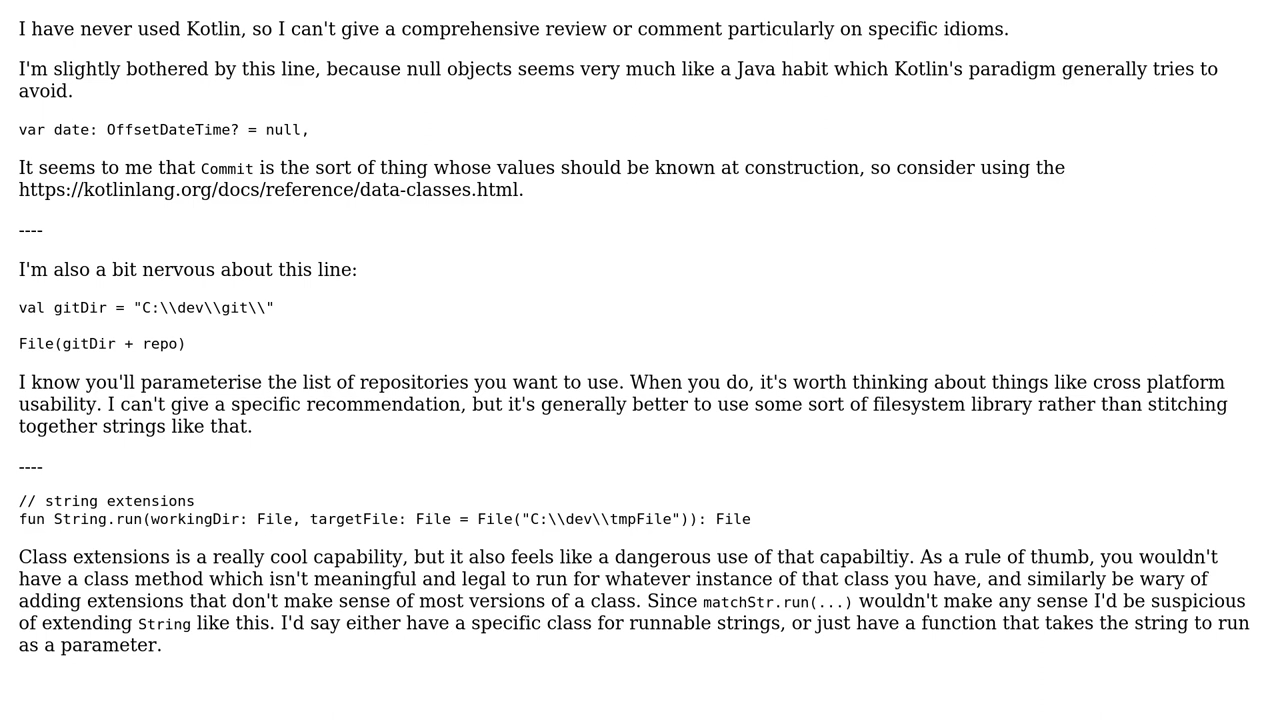 I have never used Kotlin, so I can't give a comprehensive review or comment particularly on specific idioms.
I'm slightly bothered by this line, because null objects seems very much like a Java habit which Kotlin's paradigm generally tries to
avoid.
var date: OffsetDateTime? = null,
It seems to me that Commit is the sort of thing whose values should be known at construction, so consider using the
https://kotlinlang.org/docs/reference/data-classes.html.
----
I'm also a bit nervous about this line:
val gitDir = "C:\\dev\\git\\"
File(gitDir + repo)
I know you'll parameterise the list of repositories you want to use. When you do, it's worth thinking about things like cross platform
usability. I can't give a specific recommendation, but it's generally better to use some sort of filesystem library rather than stitching
together strings like that.
----
// string extensions
fun String.run(workingDir: File, targetFile: File = File("C:\\dev\\tmpFile")): File
Class extensions is a really cool capability, but it also feels like a dangerous use of that capabiltiy. As a rule of thumb, you wouldn't
have a class method which isn't meaningful and legal to run for whatever instance of that class you have, and similarly be wary of
adding extensions that don't make sense of most versions of a class. Since matchStr.run(...) wouldn't make any sense I'd be suspicious
of extending String like this. I'd say either have a specific class for runnable strings, or just have a function that takes the string to run
as a parameter.